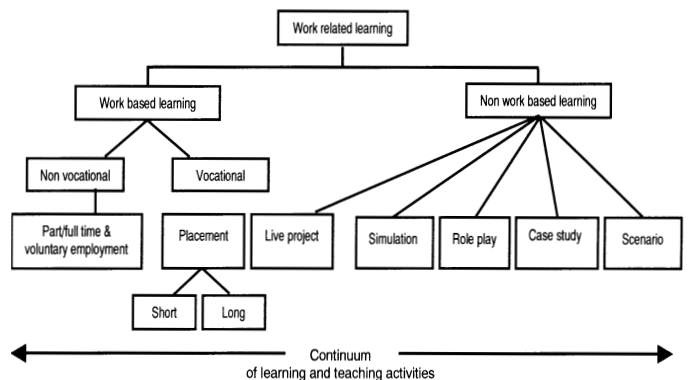 Work related learning
Work based learning
Non work based learning
Non vocational
Vocational
Part/full time &
voluntary employment
Placement
Live project
Simulation
Role play
Case study
Scenario
Short
Long
Continuum
of learning and teaching activities